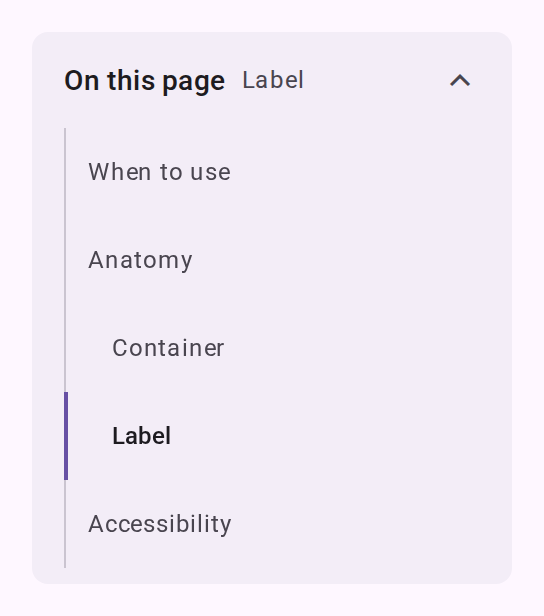 On this page Label
When to use
Anatomy
Container
Label
Accessibility